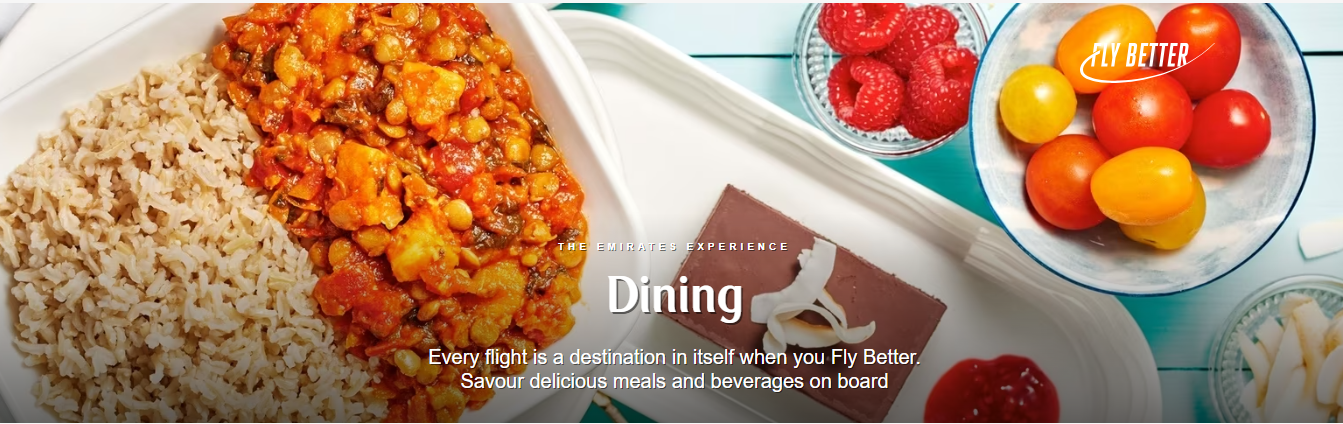 FLY BETTER
THE EMIRATES EXPERIENCE
Dining
Every flight is a destination in itself when you Fly Better.
Savour delicious meals and beverages on board